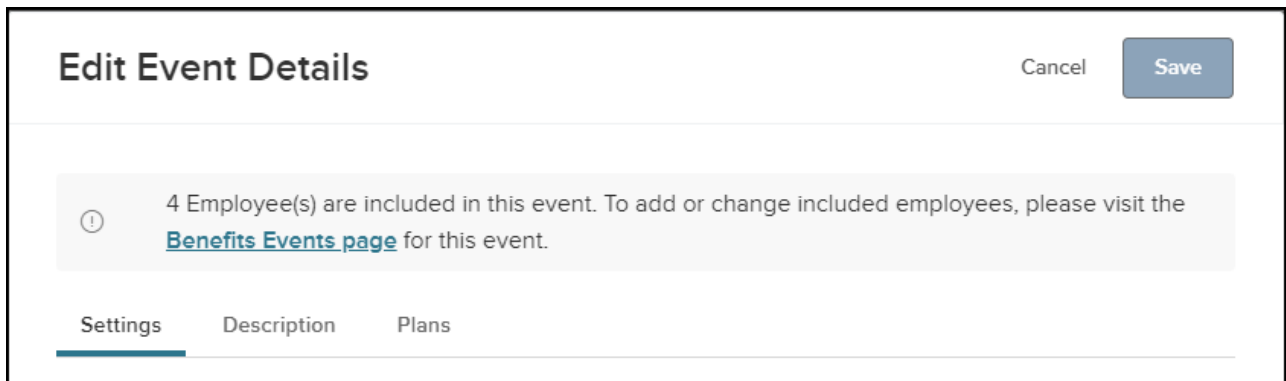 Edit Event Details
Cancel
Save
4 Employee(s) are included in this event. To add or change included employees, please visit the
Benefits Events page for this event.
Settings
Description
Plans